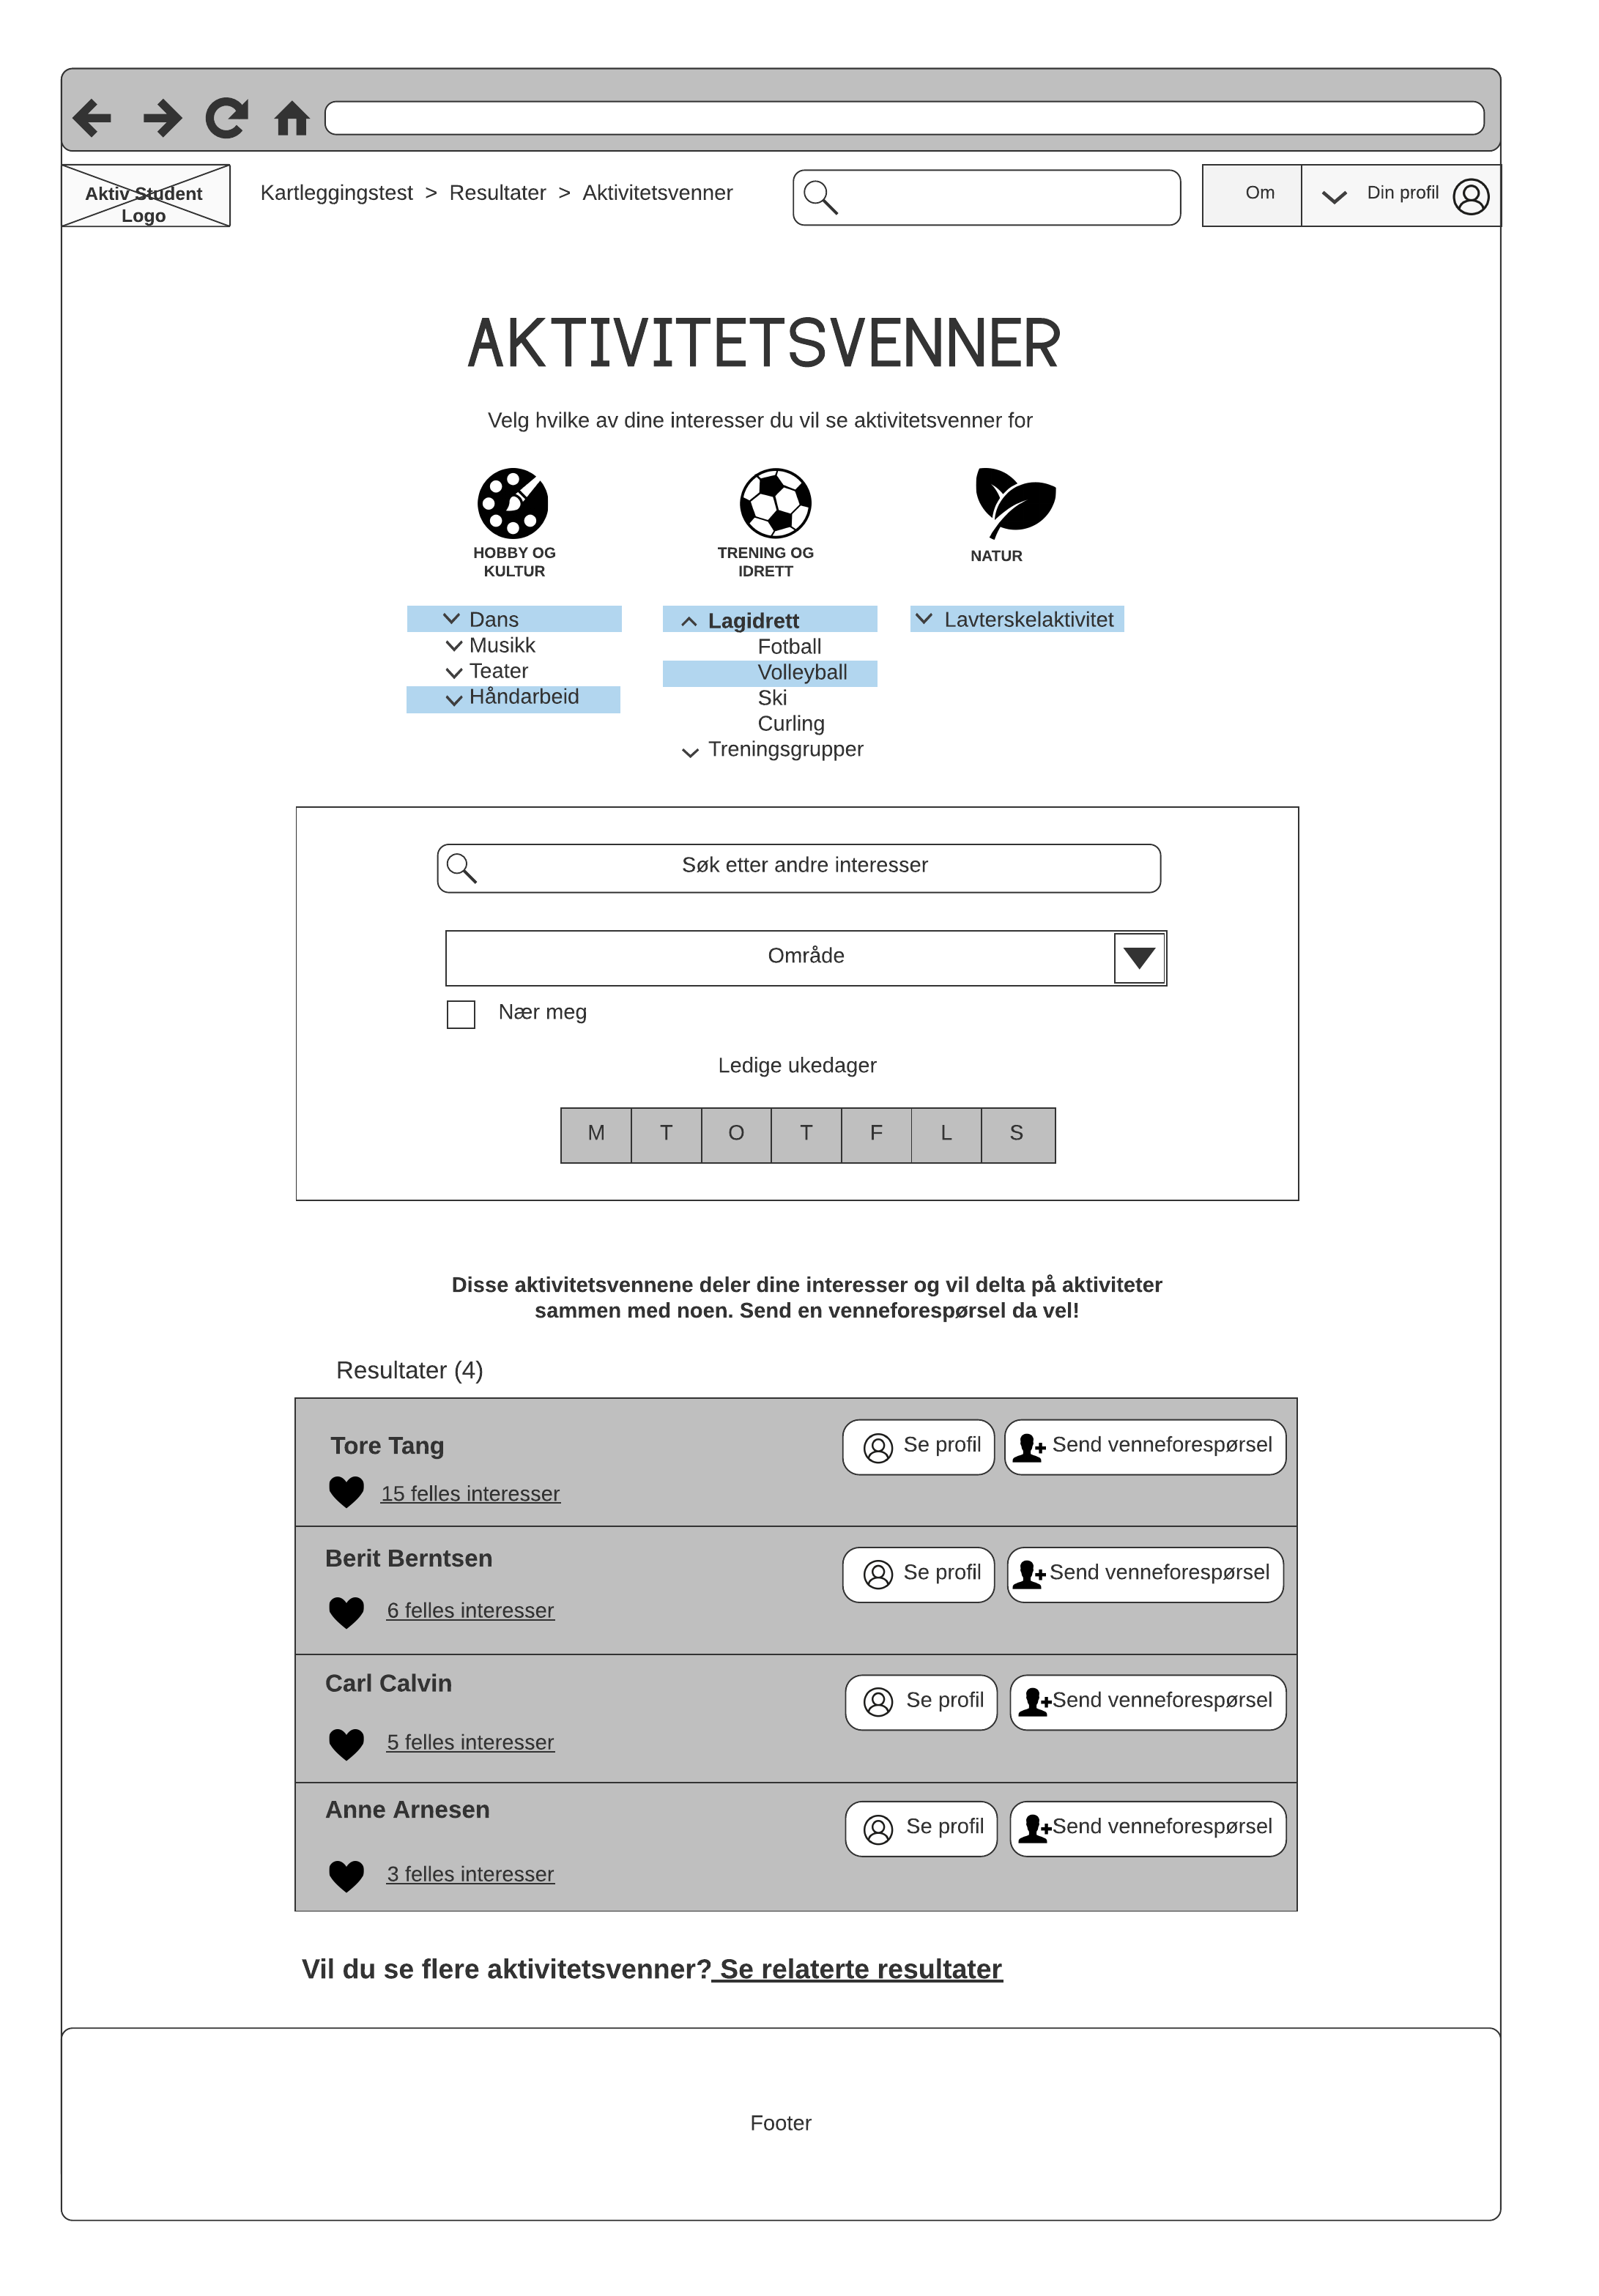 Aktiv Student
Logo
Kartleggingstest > Resultater > Aktivitetsvenner
Om
Din profil
AKTIVITETSVENNER
Velg hvilke av dine interesser du vil se aktivitetsvenner for
HOBBY OG
KULTUR
TRENING OG
IDRETT
NATUR
Dans
Musikk
Teater
Håndarbeid
Lagidrett
Fotball
Volleyball
Ski
Curling
Treningsgrupper
Lavterskelaktivitet
Søk etter andre interesser
Område
Nær meg
Ledige ukedager
M T O T F L S
Disse aktivitetsvennene deler dine interesser og vil delta på aktiviteter
sammen med noen. Send en venneforespørsel da vel!
Resultater (4)
Tore Tang
Se profil
Send venneforespørsel
15 felles interesser
Berit Berntsen
Se profil
Send venneforespørsel
6 felles interesser
Carl Calvin
Se profil
Send venneforespørsel
5 felles interesser
Anne Arnesen
Se profil
Send venneforespørsel
3 felles interesser
Vil du se flere aktivitetsvenner? Se relaterte resultater
Footer